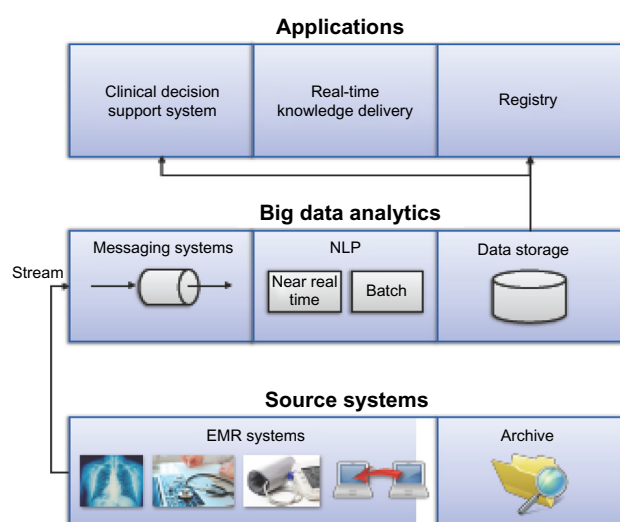 Applications
Clinical decision
support system
Real-time
knowledge delivery
Registry
Big data analytics
Messaging systems
NLP
Data storage
Stream
Near real
time
Batch
Source systems
EMR systems
Archive